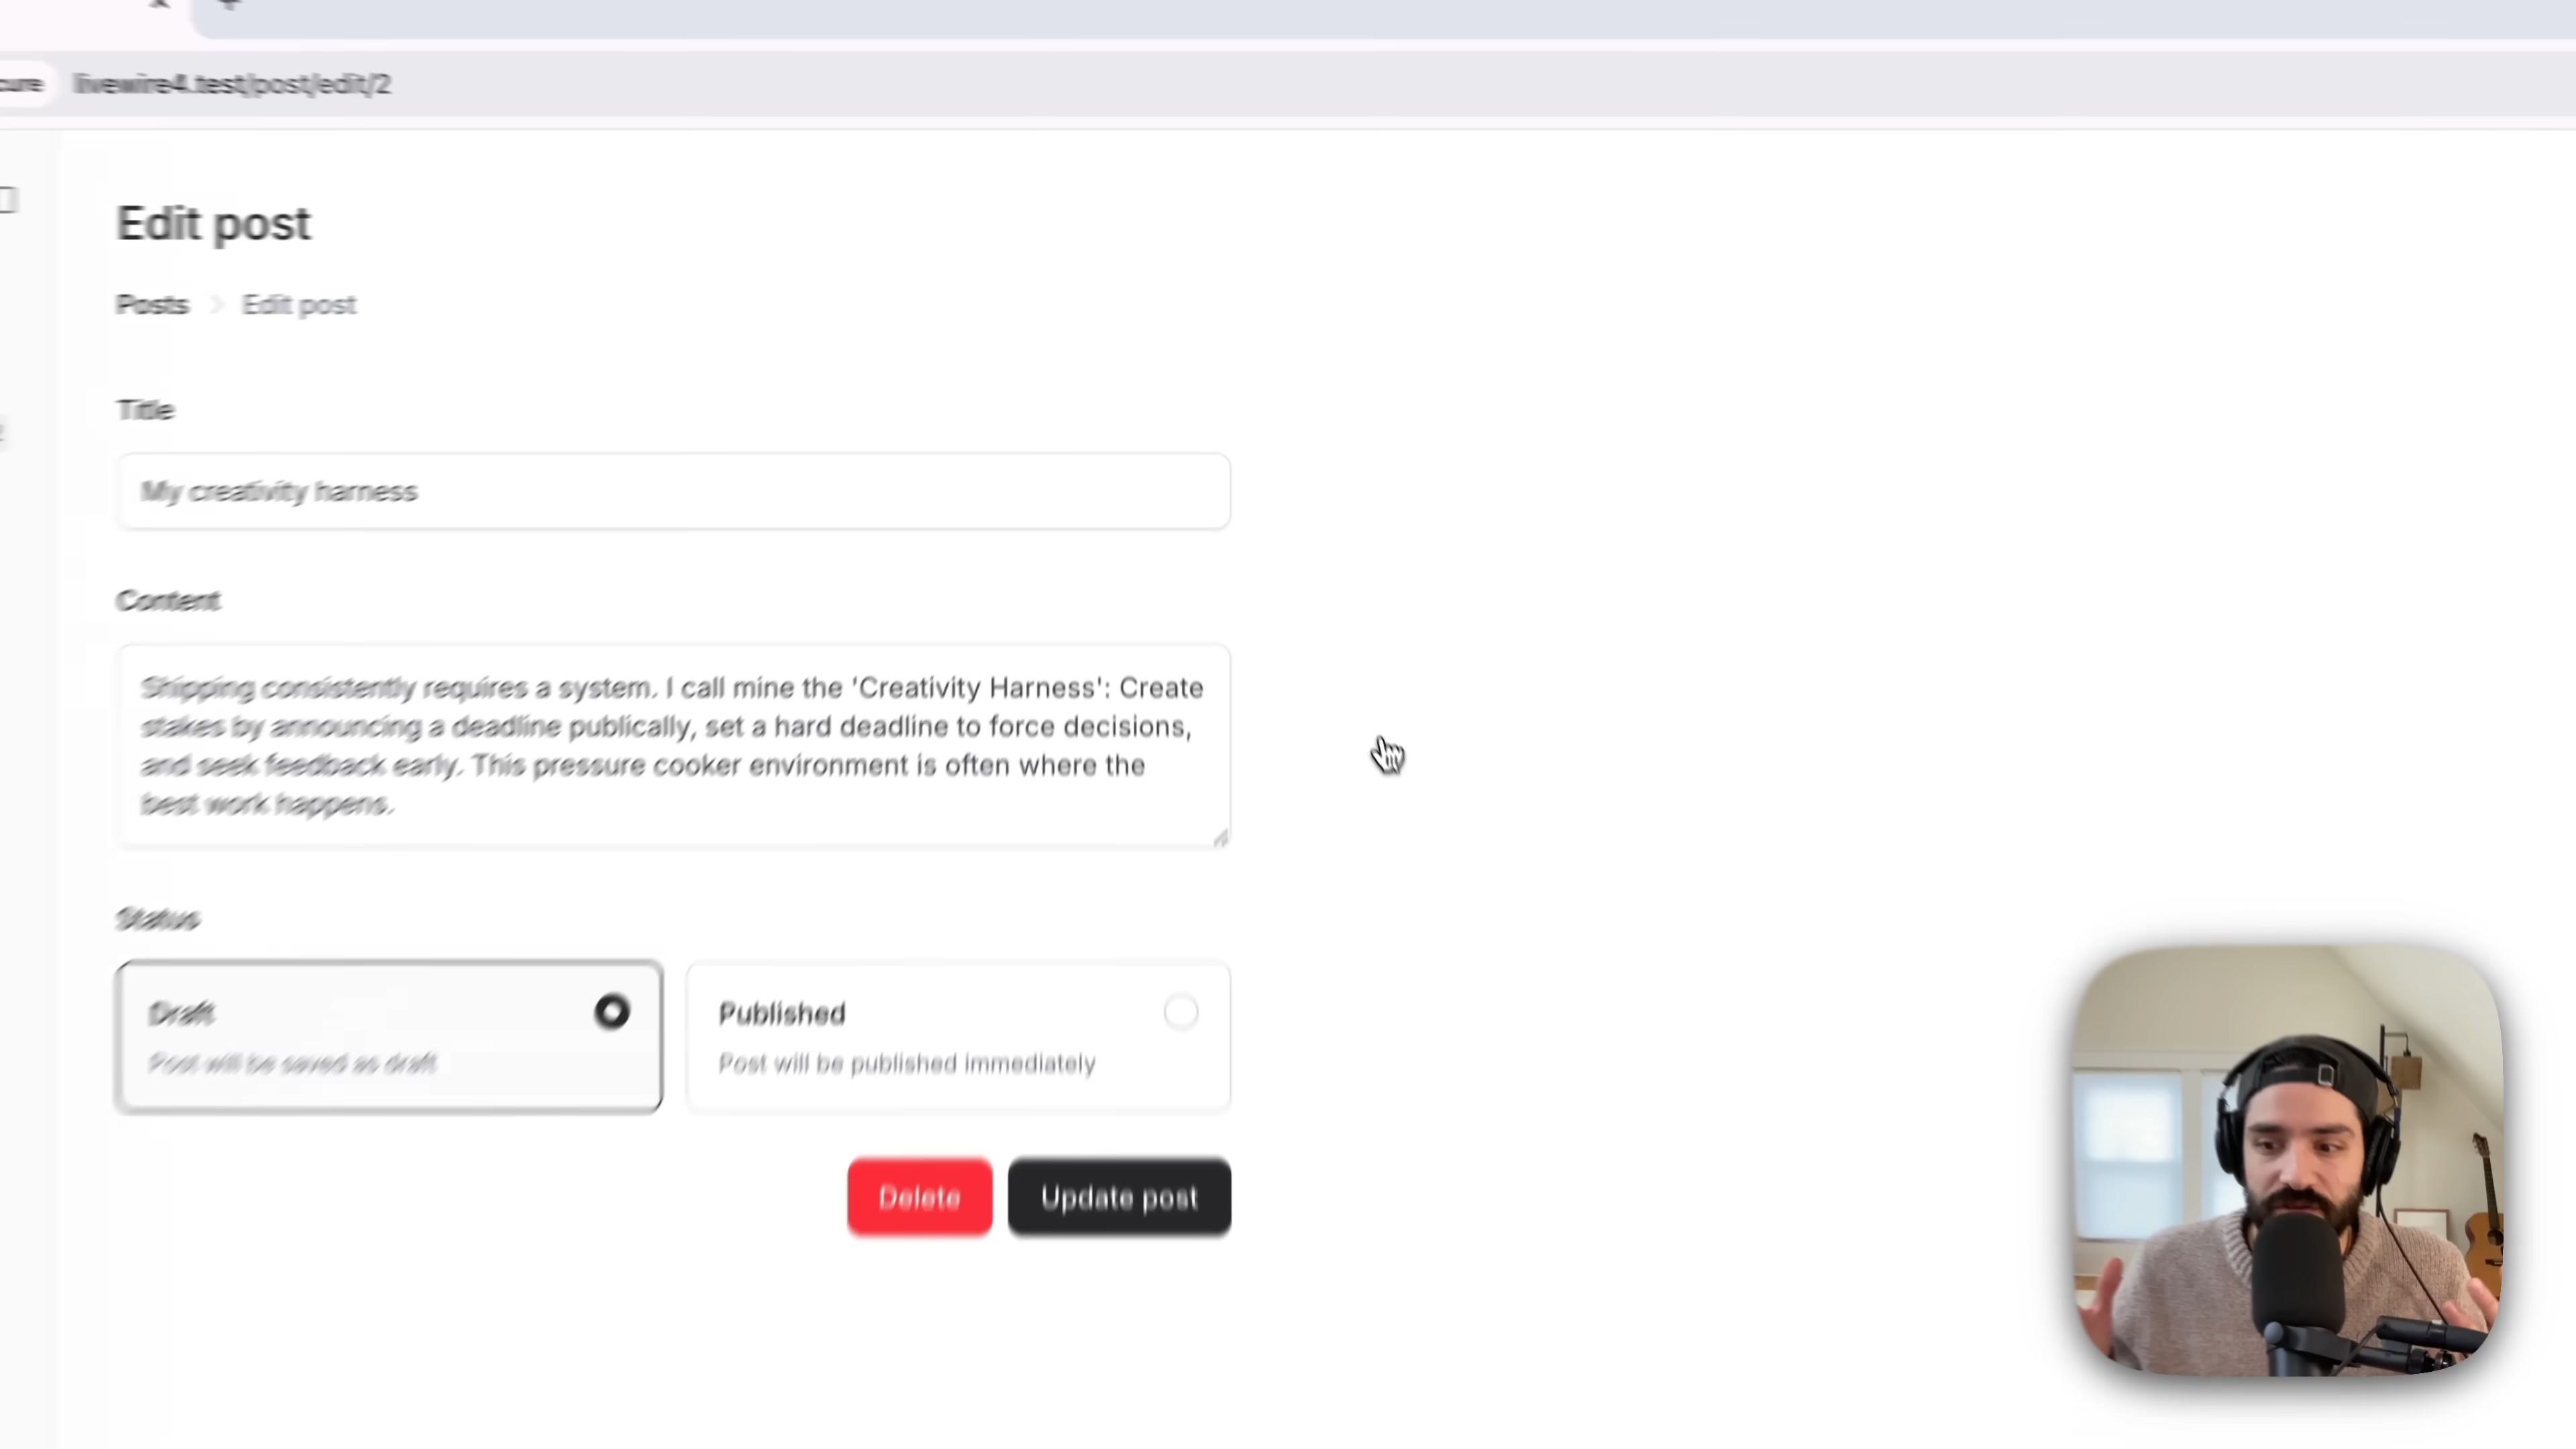 cure livewire4.test/post/edit/2
Edit post
Posts > Edit post
Title
My creativity harness
Content
Shipping consistently requires a system. I call mine the 'Creativity Harness': Create
stakes by announcing a deadline publically, set a hard deadline to force decisions,
and seek feedback early. This pressure cooker environment is often where the
best work happens.
Status
Draft
Post will be saved as draft
Published
Post will be published immediately
Delete
Update post